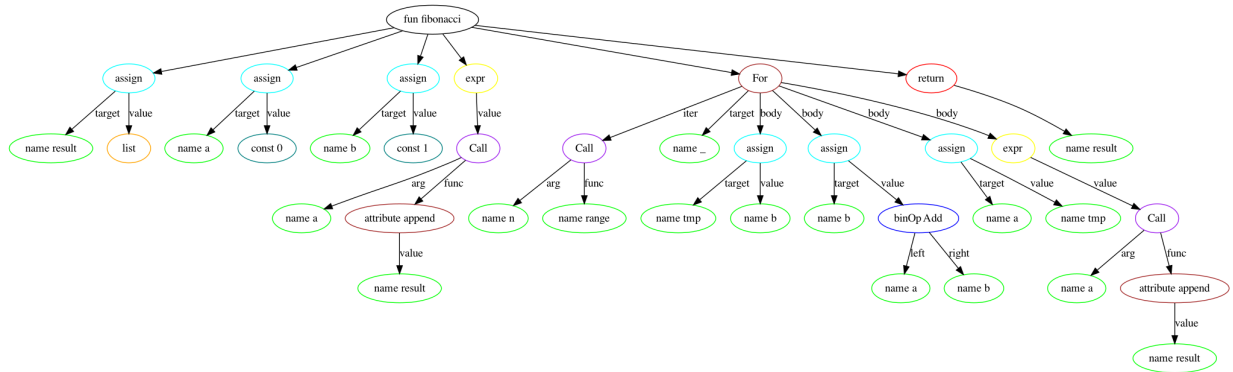 fun fibonacci
assign
assign
assign
expr
For
return
target
value
target
value
target
value
value
iter
target
body
body
body
body
name result
list
name a
const 0
name b
const 1
Call
Call
name _
assign
assign
assign
expr
name result
arg
func
arg
func
target
value
target
value
target
value
value
name a
attribute append
name n
name range
name tmp
name b
name b
binOp Add
name a
name tmp
Call
value
left
right
arg
func
name result
name a
name b
name a
attribute append
value
name result